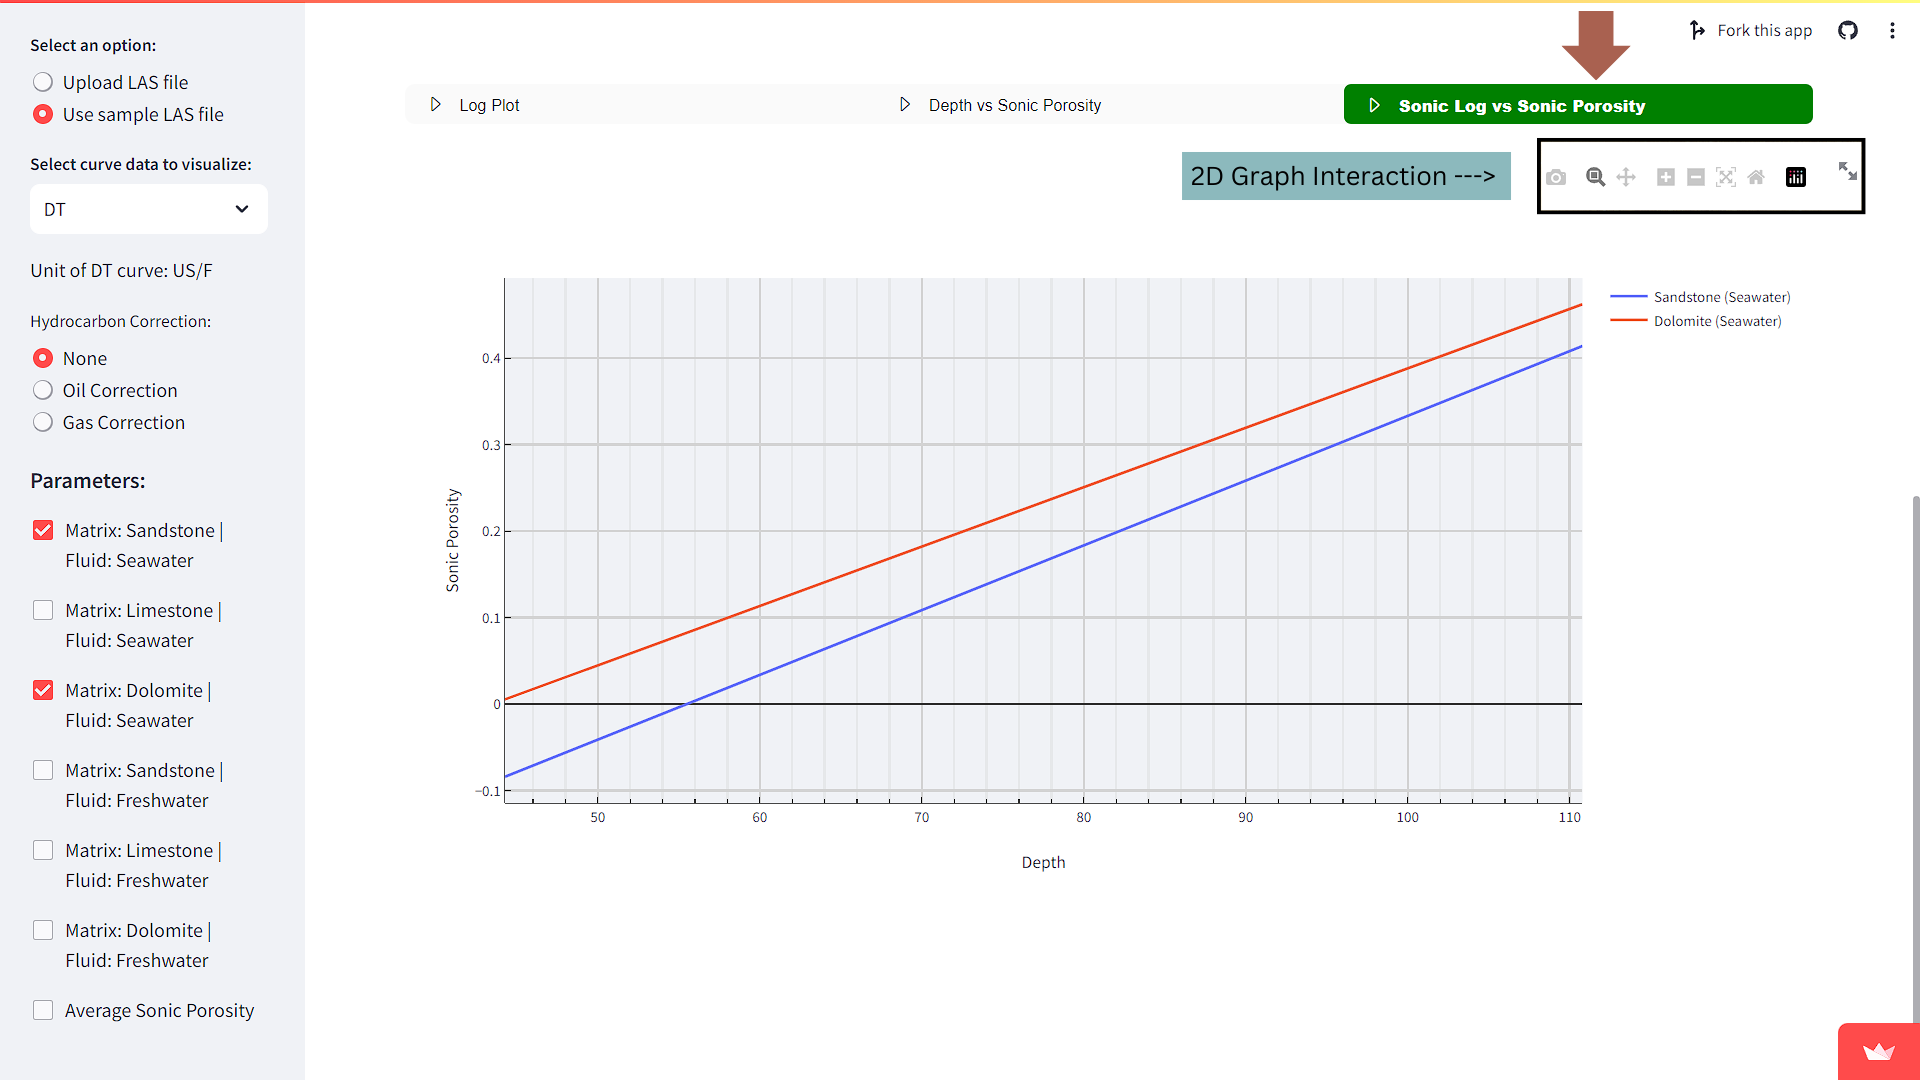 Select an option:
Upload LAS file
Use sample LAS file
Select curve data to visualize:
DT
Unit of DT curve: US/F
Hydrocarbon Correction:
None
Oil Correction
Gas Correction
Parameters:
Matrix: Sandstone |
Fluid: Seawater
Matrix: Limestone |
Fluid: Seawater
Matrix: Dolomite |
Fluid: Seawater
Matrix: Sandstone |
Fluid: Freshwater
Matrix: Limestone |
Fluid: Freshwater
Matrix: Dolomite |
Fluid: Freshwater
Average Sonic Porosity
Fork this app
Log Plot
Depth vs Sonic Porosity
Sonic Log vs Sonic Porosity
2D Graph Interaction --->
Sandstone (Seawater)
Dolomite (Seawater)
Sonic Porosity
0.4
0.3
0.2
0.1
0
−0.1
50 60 70 80 90 100 110
Depth